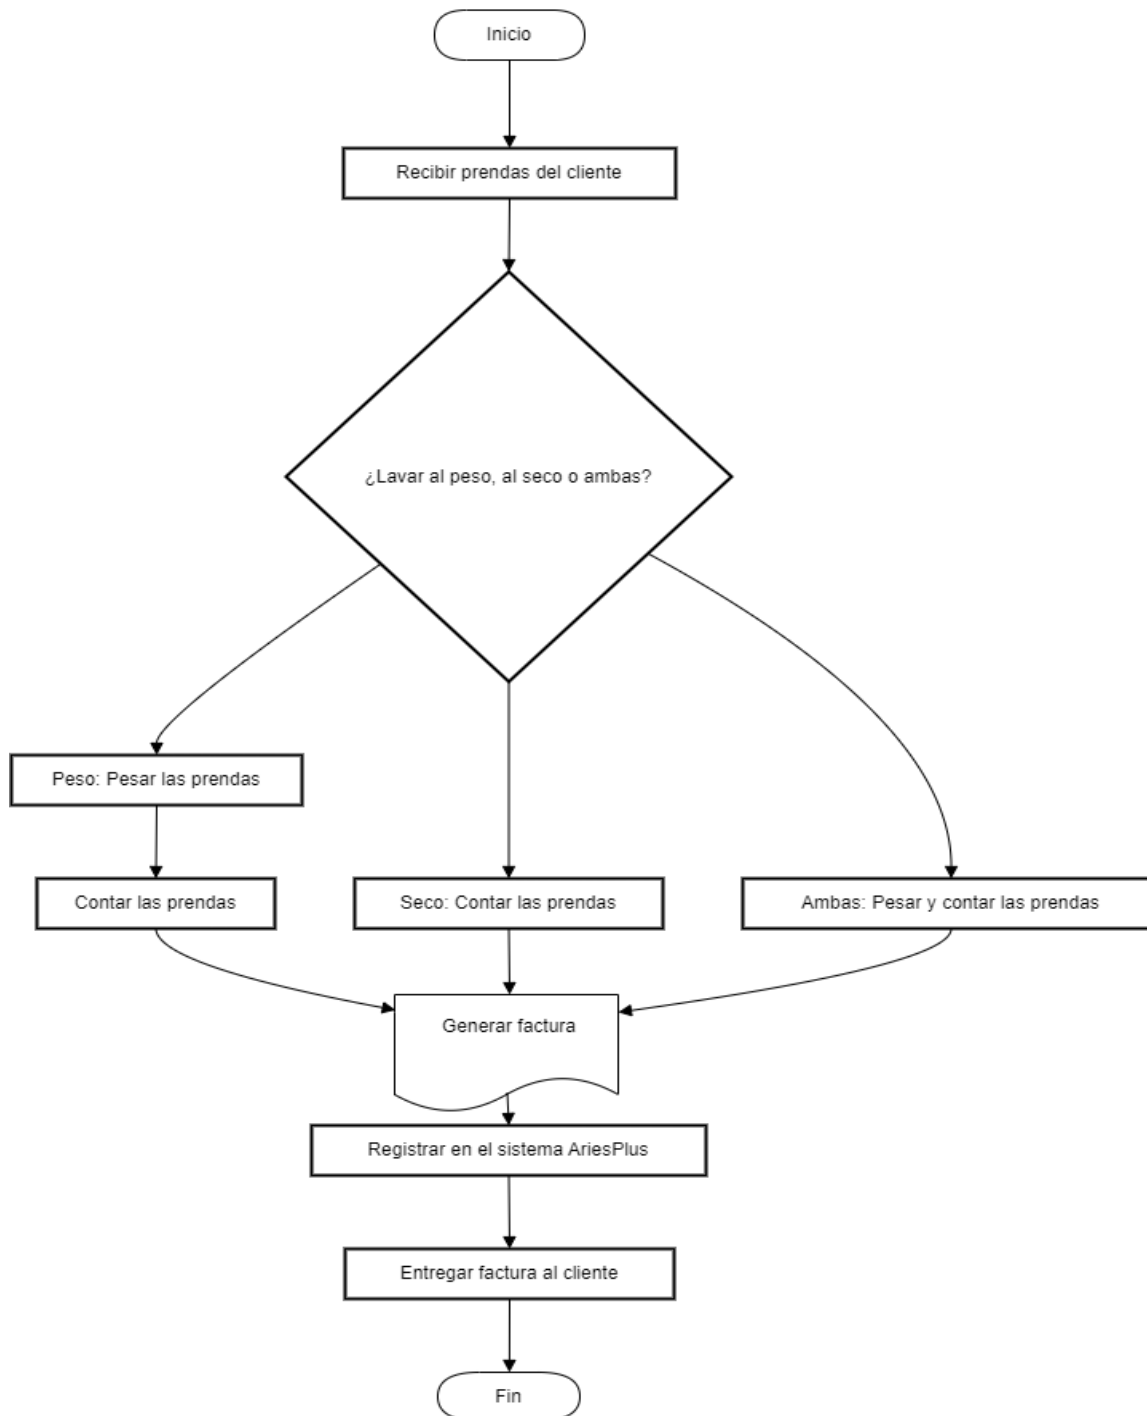 Inicio
Recibir prendas del cliente
¿Lavar al peso, al seco o ambas?
Peso: Pesar las prendas
Contar las prendas
Seco: Contar las prendas
Ambas: Pesar y contar las prendas
Generar factura
Registrar en el sistema AriesPlus
Entregar factura al cliente
Fin